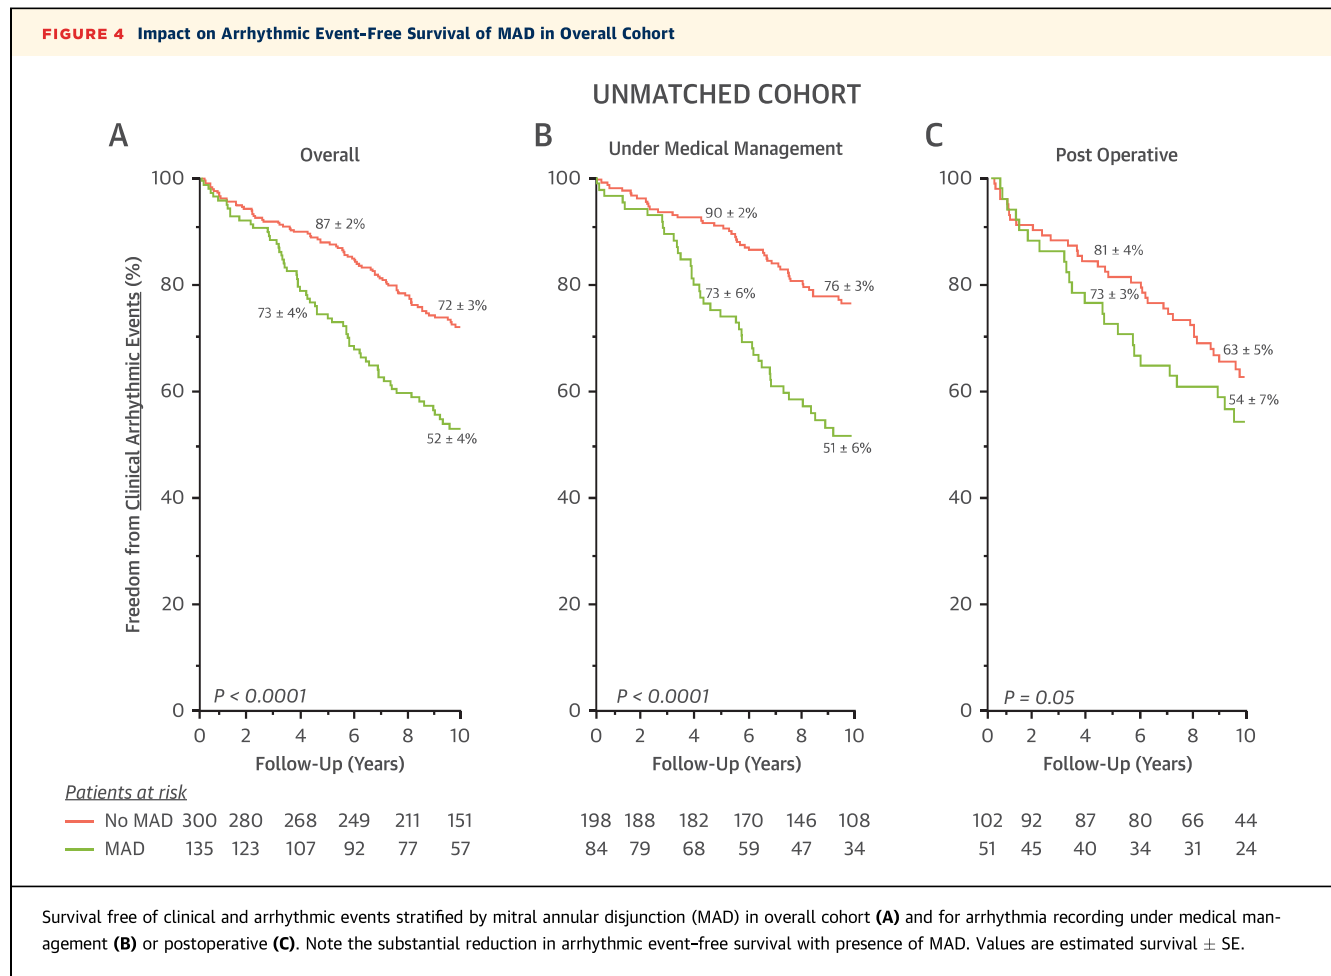 FIGURE 4 Impact on Arrhythmic Event-Free Survival of MAD in Overall Cohort
UNMATCHED COHORT
A
Overall
Freedom from Clinical Arrhythmic Events (%)
100
80
60
40
20
0
87 ± 2%
72 ± 3%
73 ± 4%
52 ± 4%
P < 0.0001
0 2 4 6 8 10
Follow-Up (Years)
B
Under Medical Management
100
80
60
40
20
0
90 ± 2%
76 ± 3%
73 ± 6%
51 ± 6%
P < 0.0001
0 2 4 6 8 10
Follow-Up (Years)
C
Post Operative
100
80
60
40
20
0
81 ± 4%
73 ± 3%
63 ± 5%
54 ± 7%
P = 0.05
0 2 4 6 8 10
Follow-Up (Years)
Patients at risk
No MAD 300 280 268 249 211 151 198 188 182 170 146 108 102 92 87 80 66 44
MAD 135 123 107 92 77 57 84 79 68 59 47 34 51 45 40 34 31 24
Survival free of clinical and arrhythmic events stratified by mitral annular disjunction (MAD) in overall cohort (A) and for arrhythmia recording under medical man-
agement (B) or postoperative (C). Note the substantial reduction in arrhythmic event-free survival with presence of MAD. Values are estimated survival ± SE.